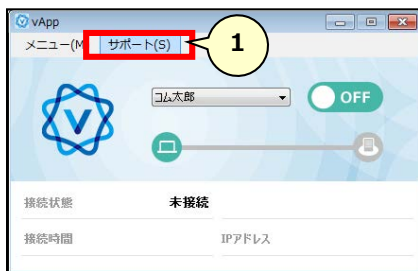 vApp
メニュー(M サポート(S)
1
コム太郎
OFF
接続状態 未接続
接続時間 IPアドレス